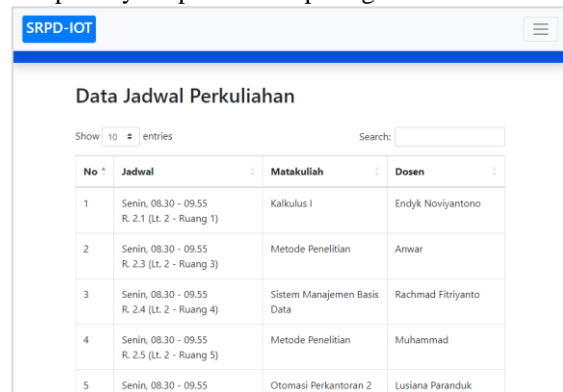 SRPD-IOT
Data Jadwal Perkuliahan
Show 10 entries Search:
No Jadwal Matakuliah Dosen
1 Senin, 08.30 - 09.55 Kalkulus I Endyk Noviyantono
R. 2.1 (Lt. 2 - Ruang 1)
2 Senin, 08.30 - 09.55 Metode Penelitian Anwar
R. 2.3 (Lt. 2 - Ruang 3)
3 Senin, 08.30 - 09.55 Sistem Manajemen Basis Rachmad Fitriyanto
R. 2.4 (Lt. 2 - Ruang 4) Data
4 Senin, 08.30 - 09.55 Metode Penelitian Muhammad
R. 2.5 (Lt. 2 - Ruang 5)
5 Senin, 08.30 - 09.55 Otomasi Perkantoran 2 Lusiana Paranduk